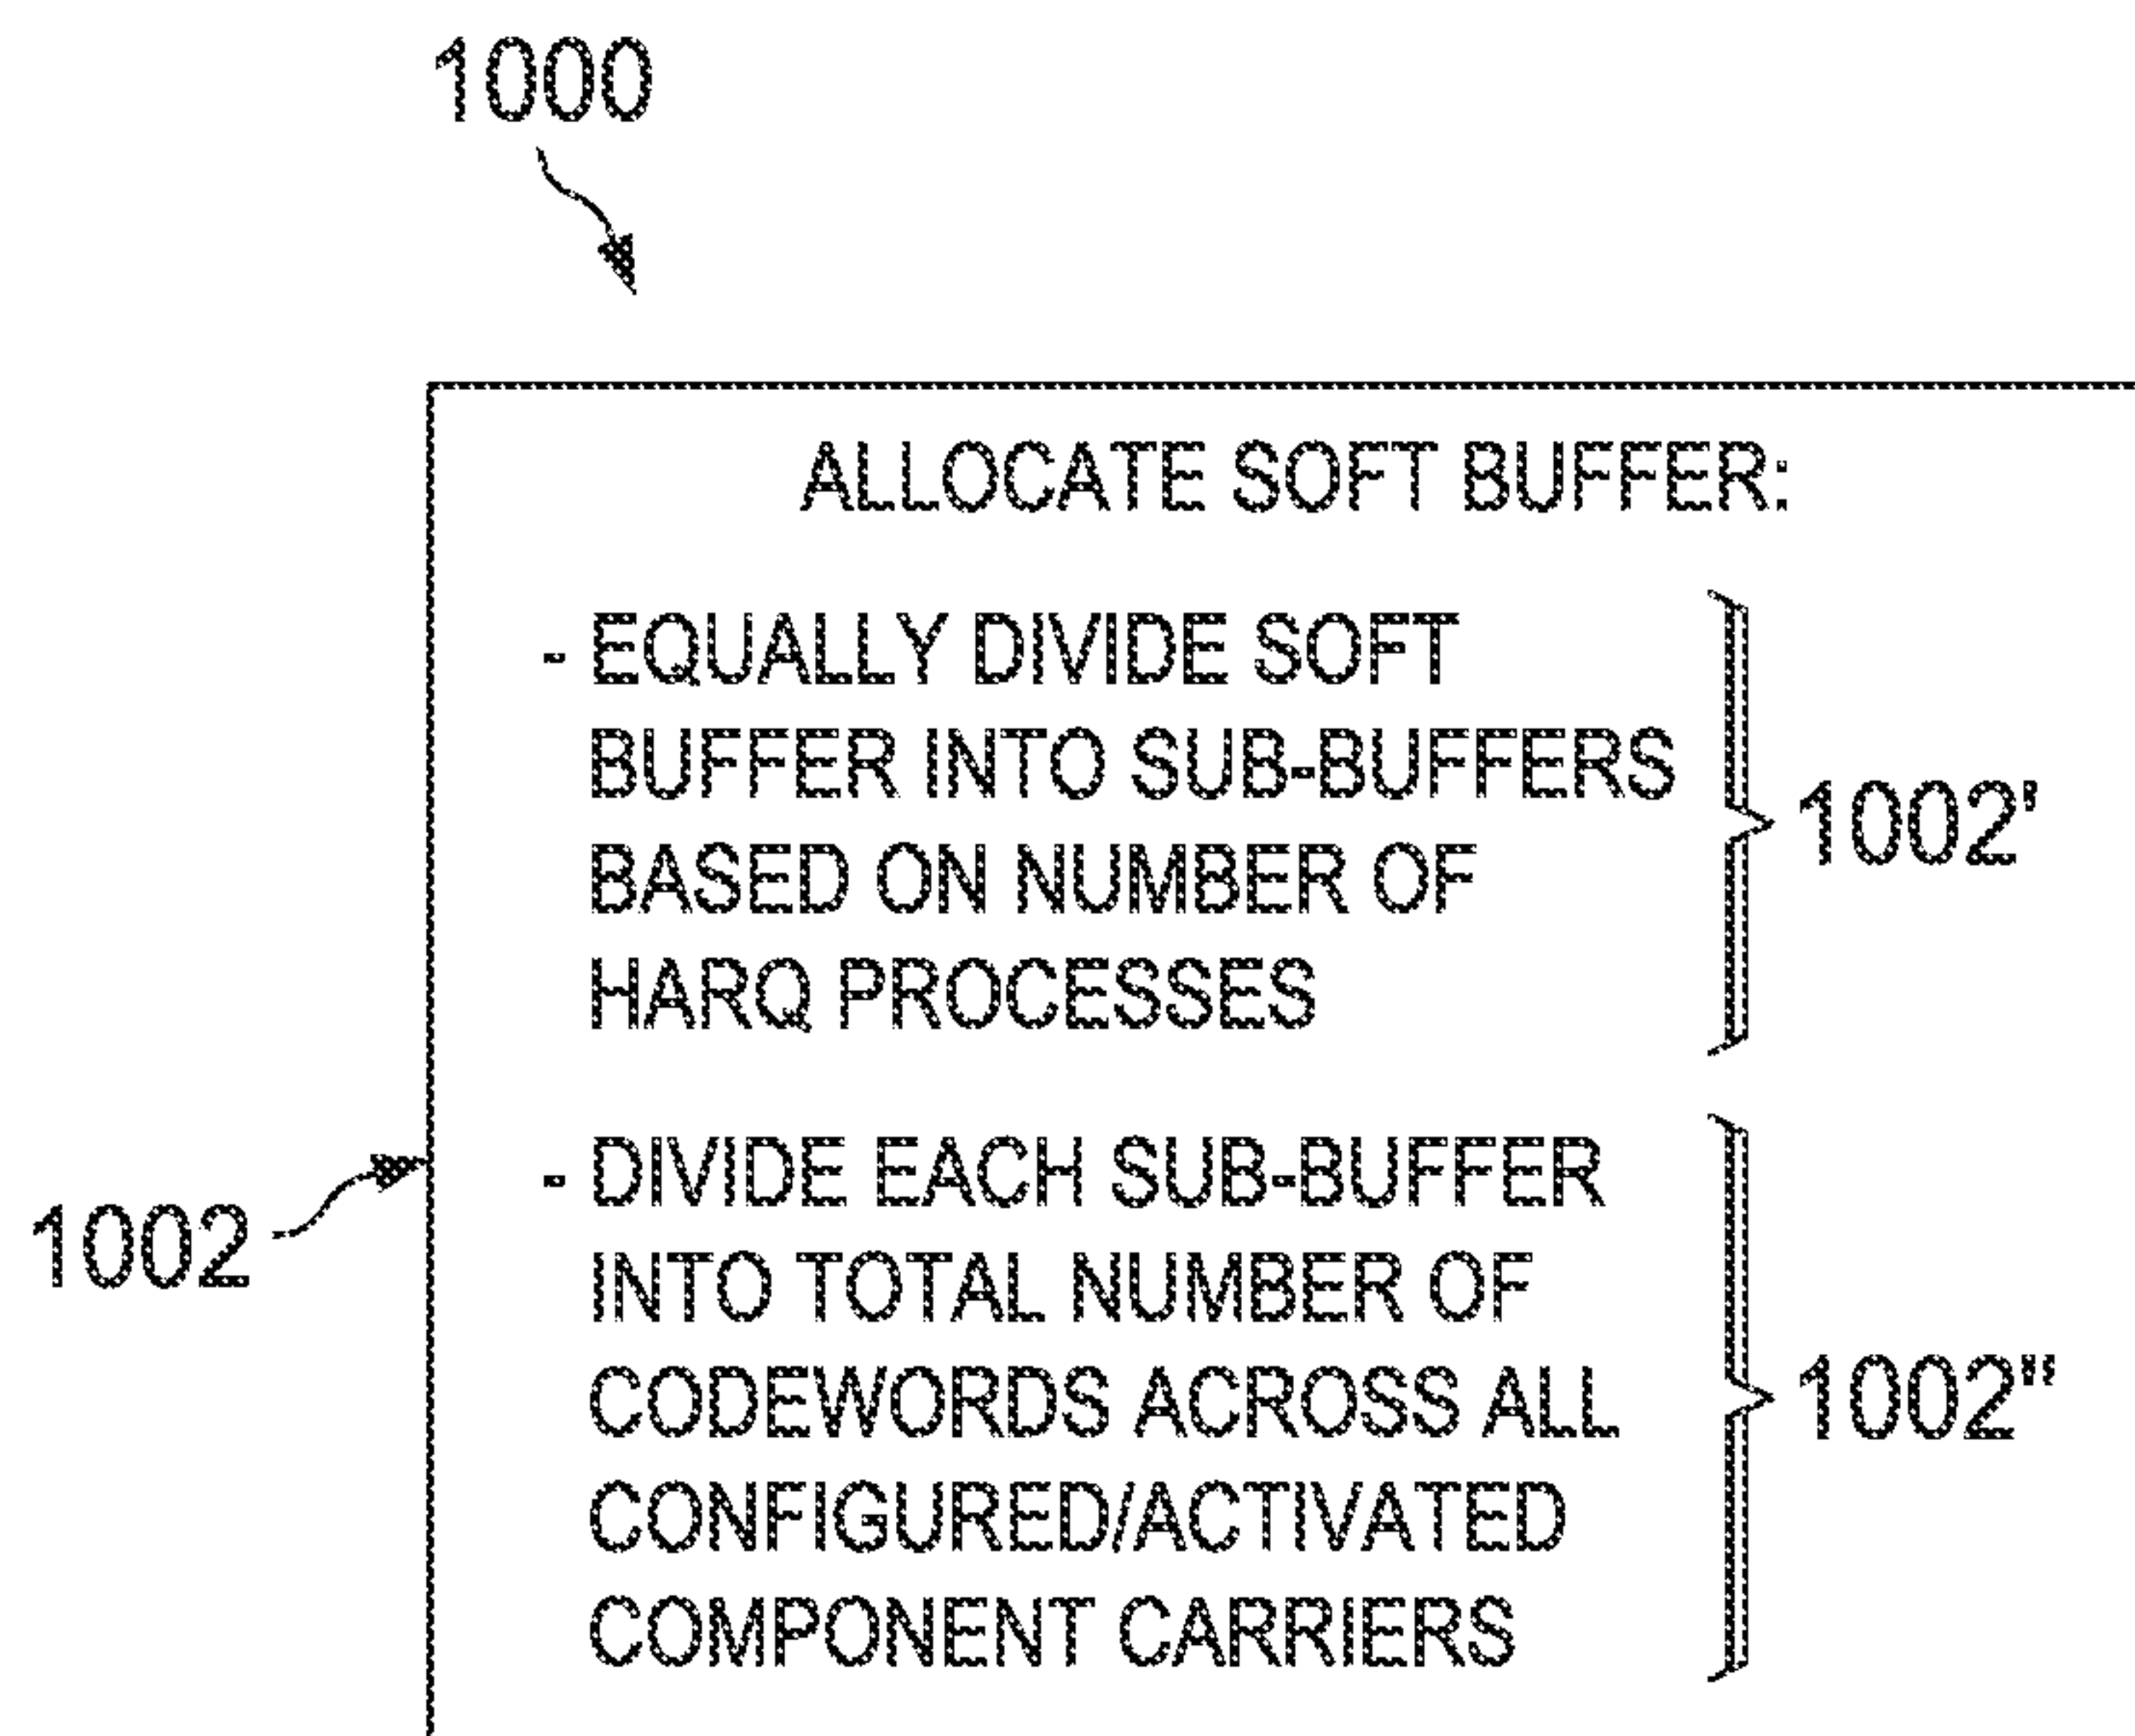 1000
ALLOCATE SOFT BUFFER:
- EQUALLY DIVIDE SOFT
BUFFER INTO SUB-BUFFERS
BASED ON NUMBER OF
HARQ PROCESSES
1002'
- DIVIDE EACH SUB-BUFFER
INTO TOTAL NUMBER OF
CODEWORDS ACROSS ALL
CONFIGURED/ACTIVATED
COMPONENT CARRIERS
1002"
1002